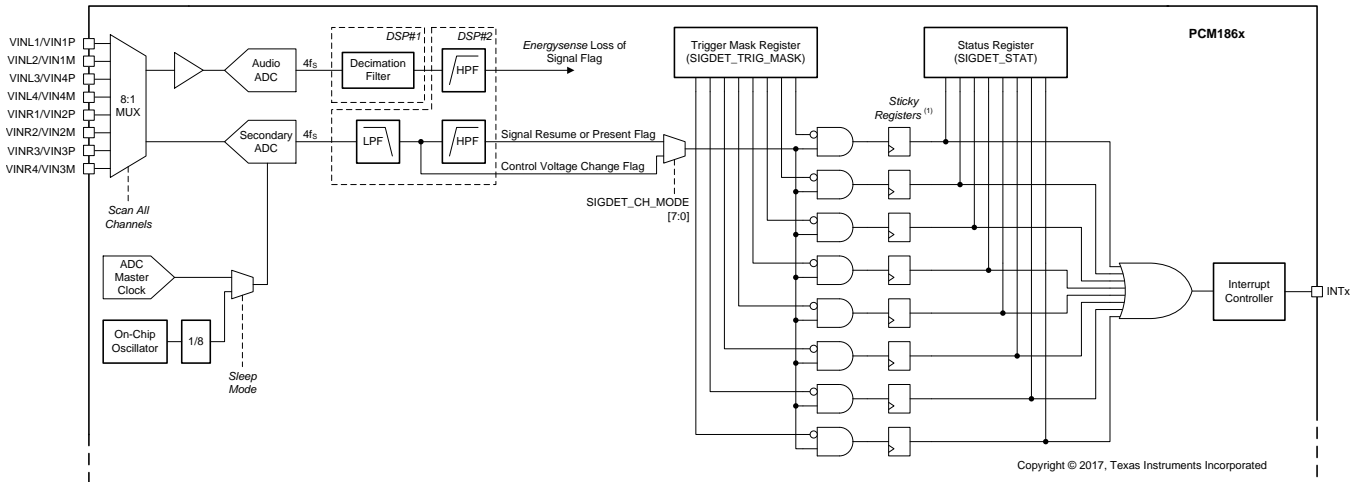 PCM186x
DSP#1
DSP#2
VINL1/VIN1P
VINL2/VIN1M
VINL3/VIN4P
VINL4/VIN4M
VINR1/VIN2P
VINR2/VIN2M
VINR3/VIN3P
VINR4/VIN3M
8:1
MUX
Audio
ADC
4fS
Decimation
Filter
HPF
Energysense Loss of
Signal Flag
Secondary
ADC
4fS
LPF
HPF
Signal Resume or Present Flag
Control Voltage Change Flag
SIGDET_CH_MODE
[7:0]
Scan All
Channels
ADC
Master
Clock
On-Chip
Oscillator
1/8
Sleep
Mode
Trigger Mask Register
(SIGDET_TRIG_MASK)
Status Register
(SIGDET_STAT)
Sticky
Registers (1)
Interrupt
Controller
INTx
Copyright © 2017, Texas Instruments Incorporated